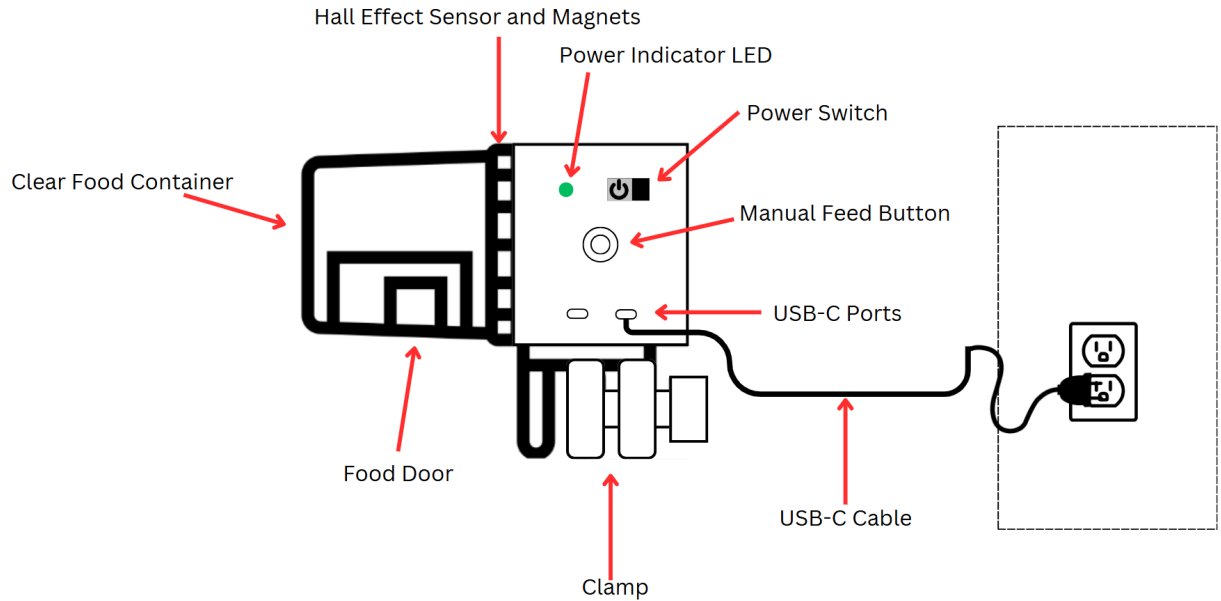 Hall Effect Sensor and Magnets
Power Indicator LED
Power Switch
Clear Food Container
Manual Feed Button
USB-C Ports
Food Door
USB-C Cable
Clamp